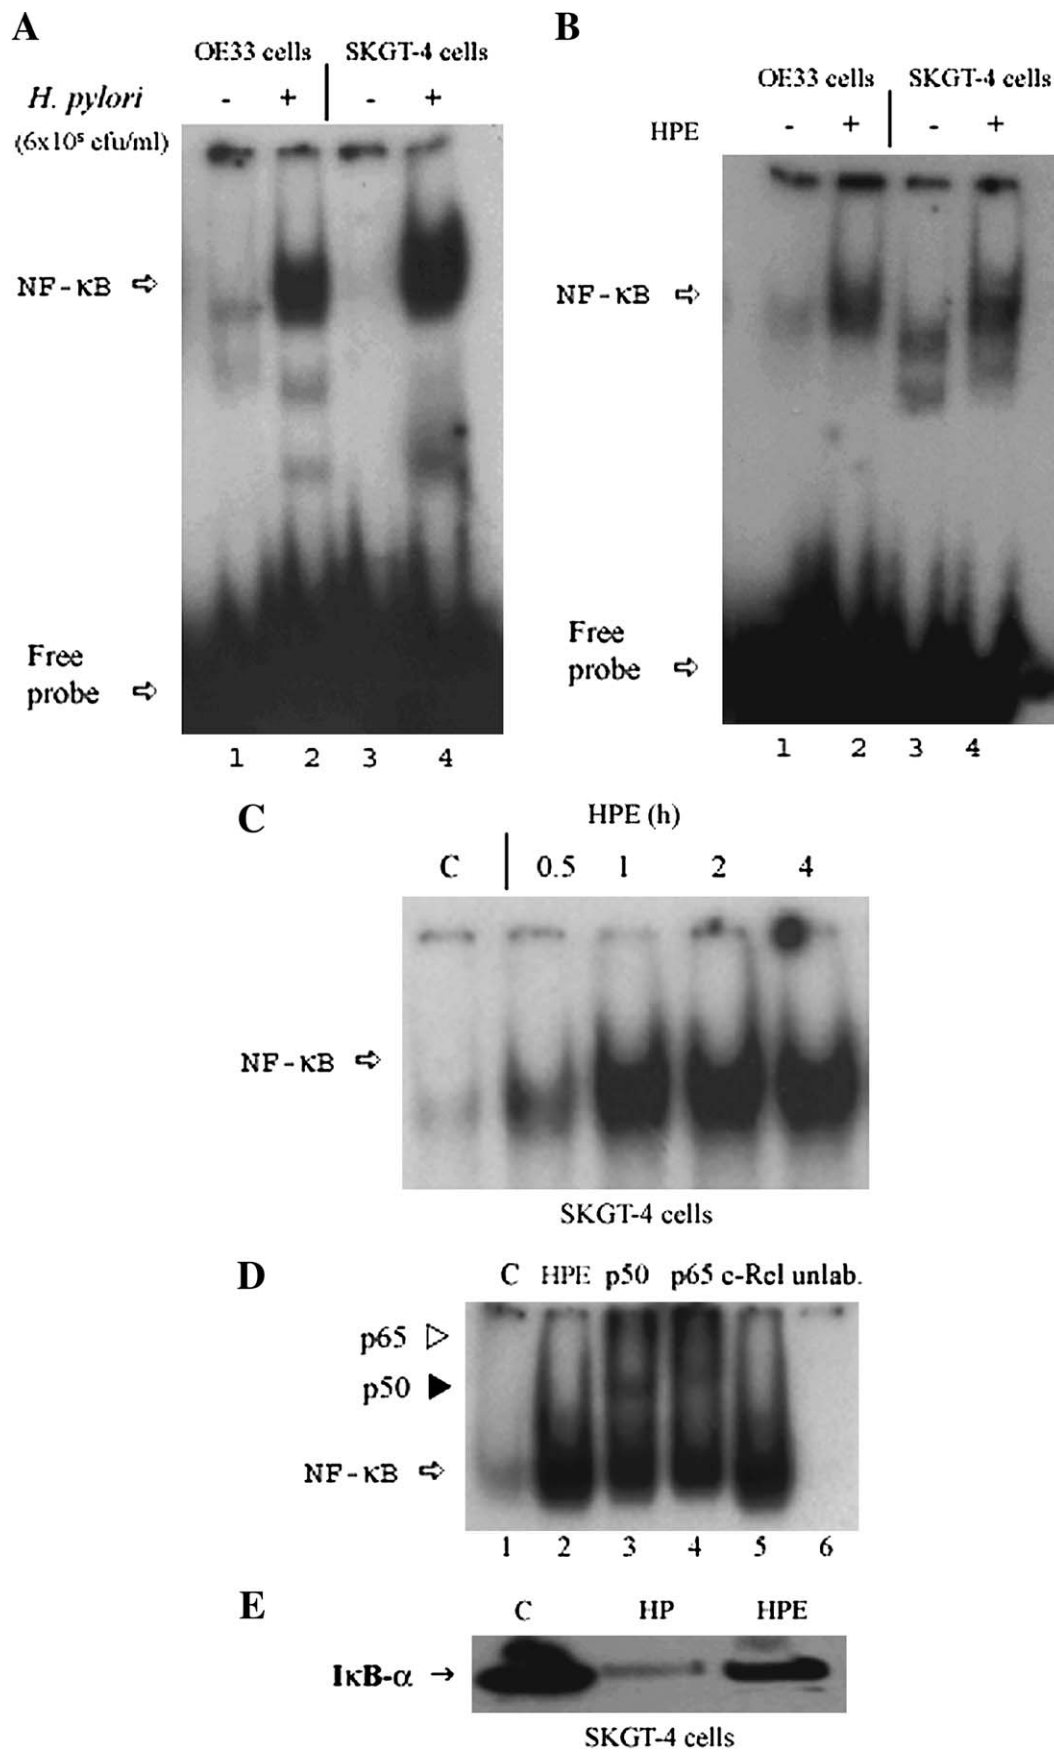 A
OE33 cells SKGT-4 cells
H. pylori - + - +
(6x10⁵ cfu/ml)
NF-κB
Free
probe
1 2 3 4
B
OE33 cells SKGT-4 cells
HPE - + - +
NF-κB
Free
probe
1 2 3 4
C
HPE (h)
C 0.5 1 2 4
NF-κB
SKGT-4 cells
D
C HPE p50 p65 c-Rel unlab.
p65
p50
NF-κB
1 2 3 4 5 6
E
C HP HPE
IκB-α →
SKGT-4 cells